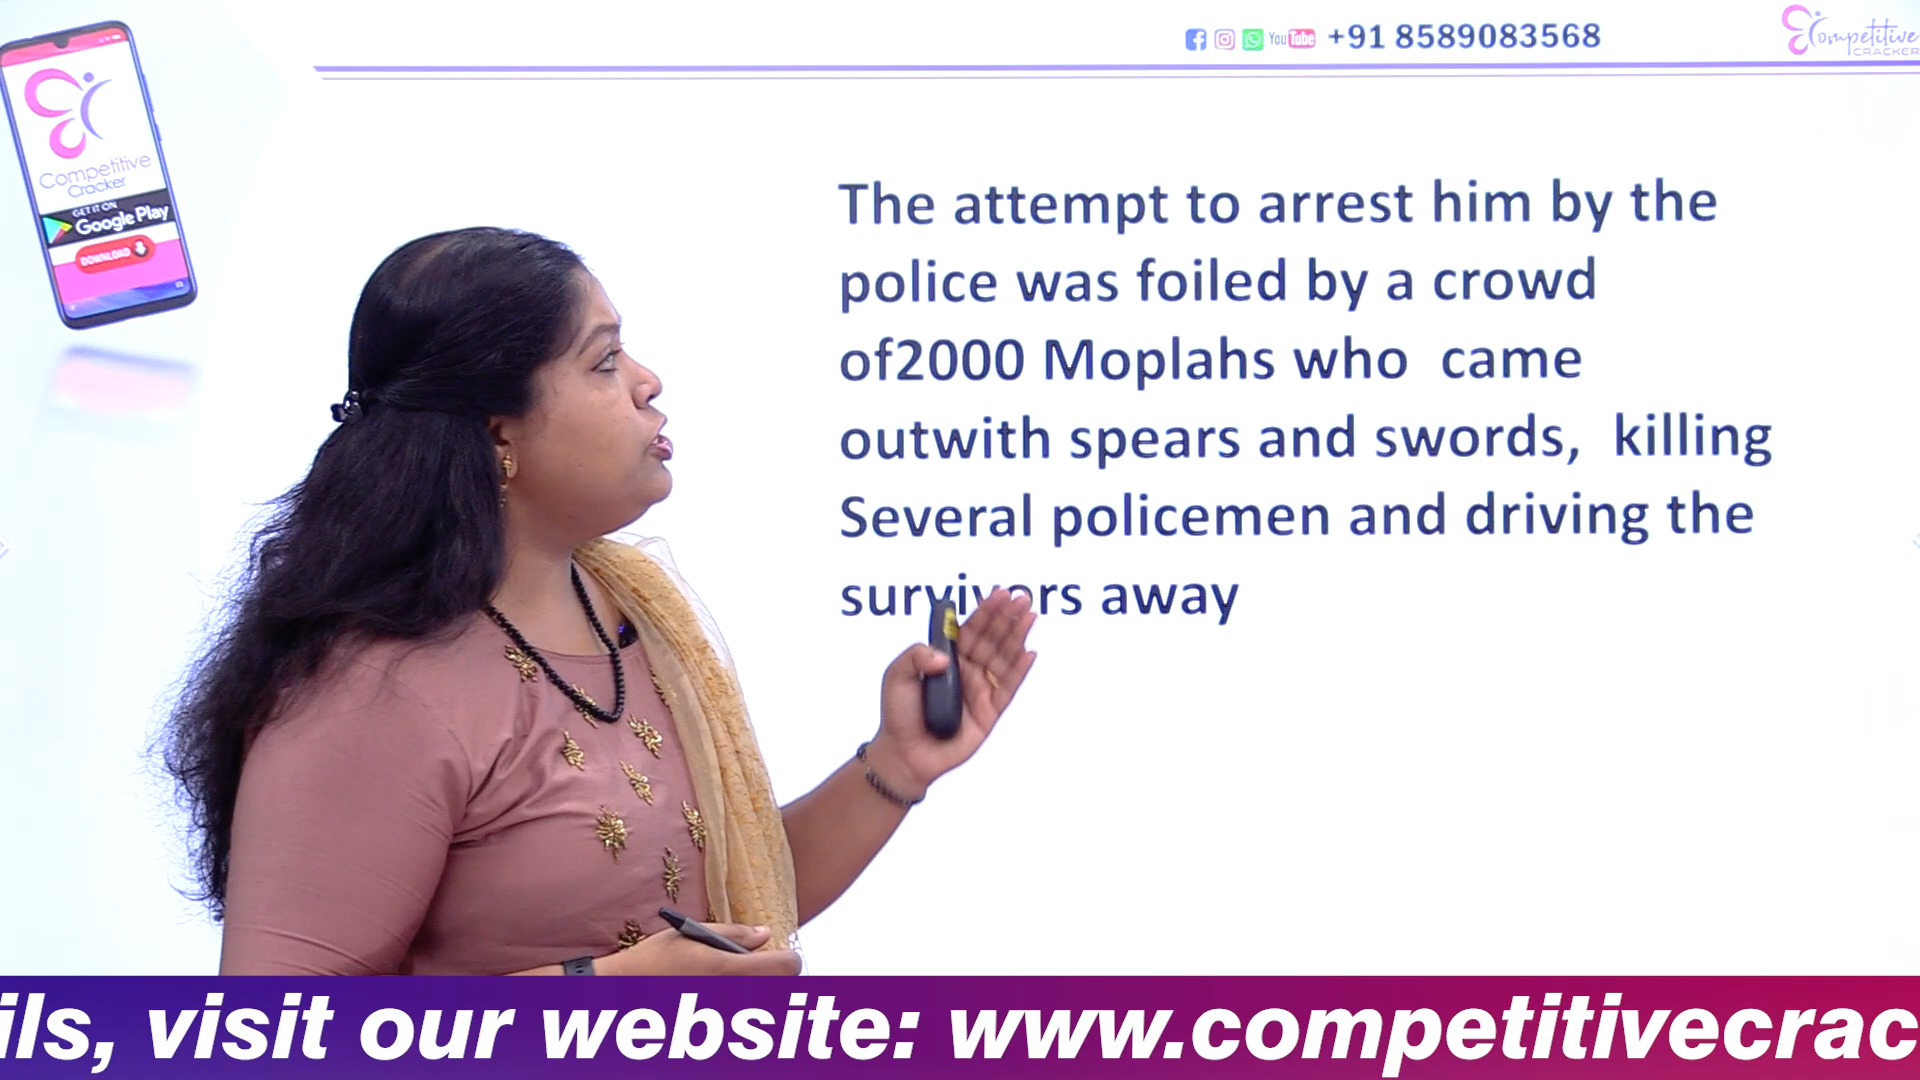 YouTube +91 8589083568
Competitive
CRACKER
Competitive
Cracker
GET IT ON
Google Play
DOWNLOAD
The attempt to arrest him by the
police was foiled by a crowd
of2000 Moplahs who came
outwith spears and swords, killing
Several policemen and driving the
survivors away
ils, visit our website: www.competitivecrac